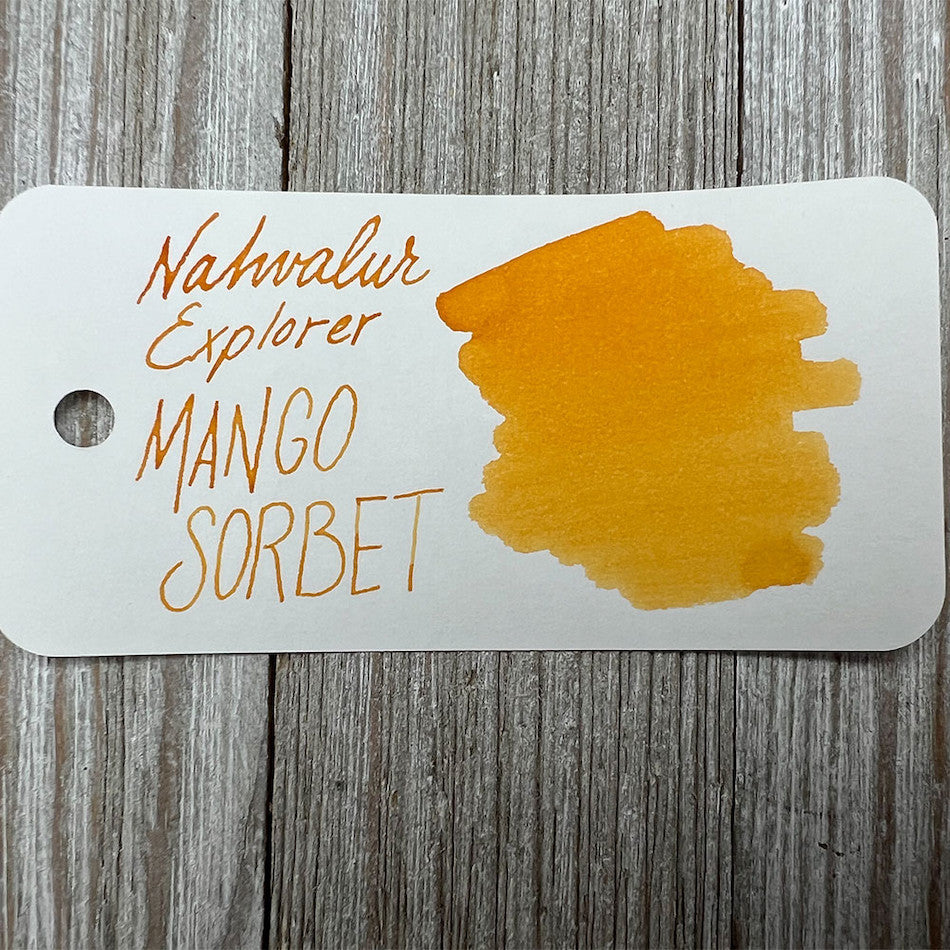 Nahvalur
Explorer
MANGO
SORBET